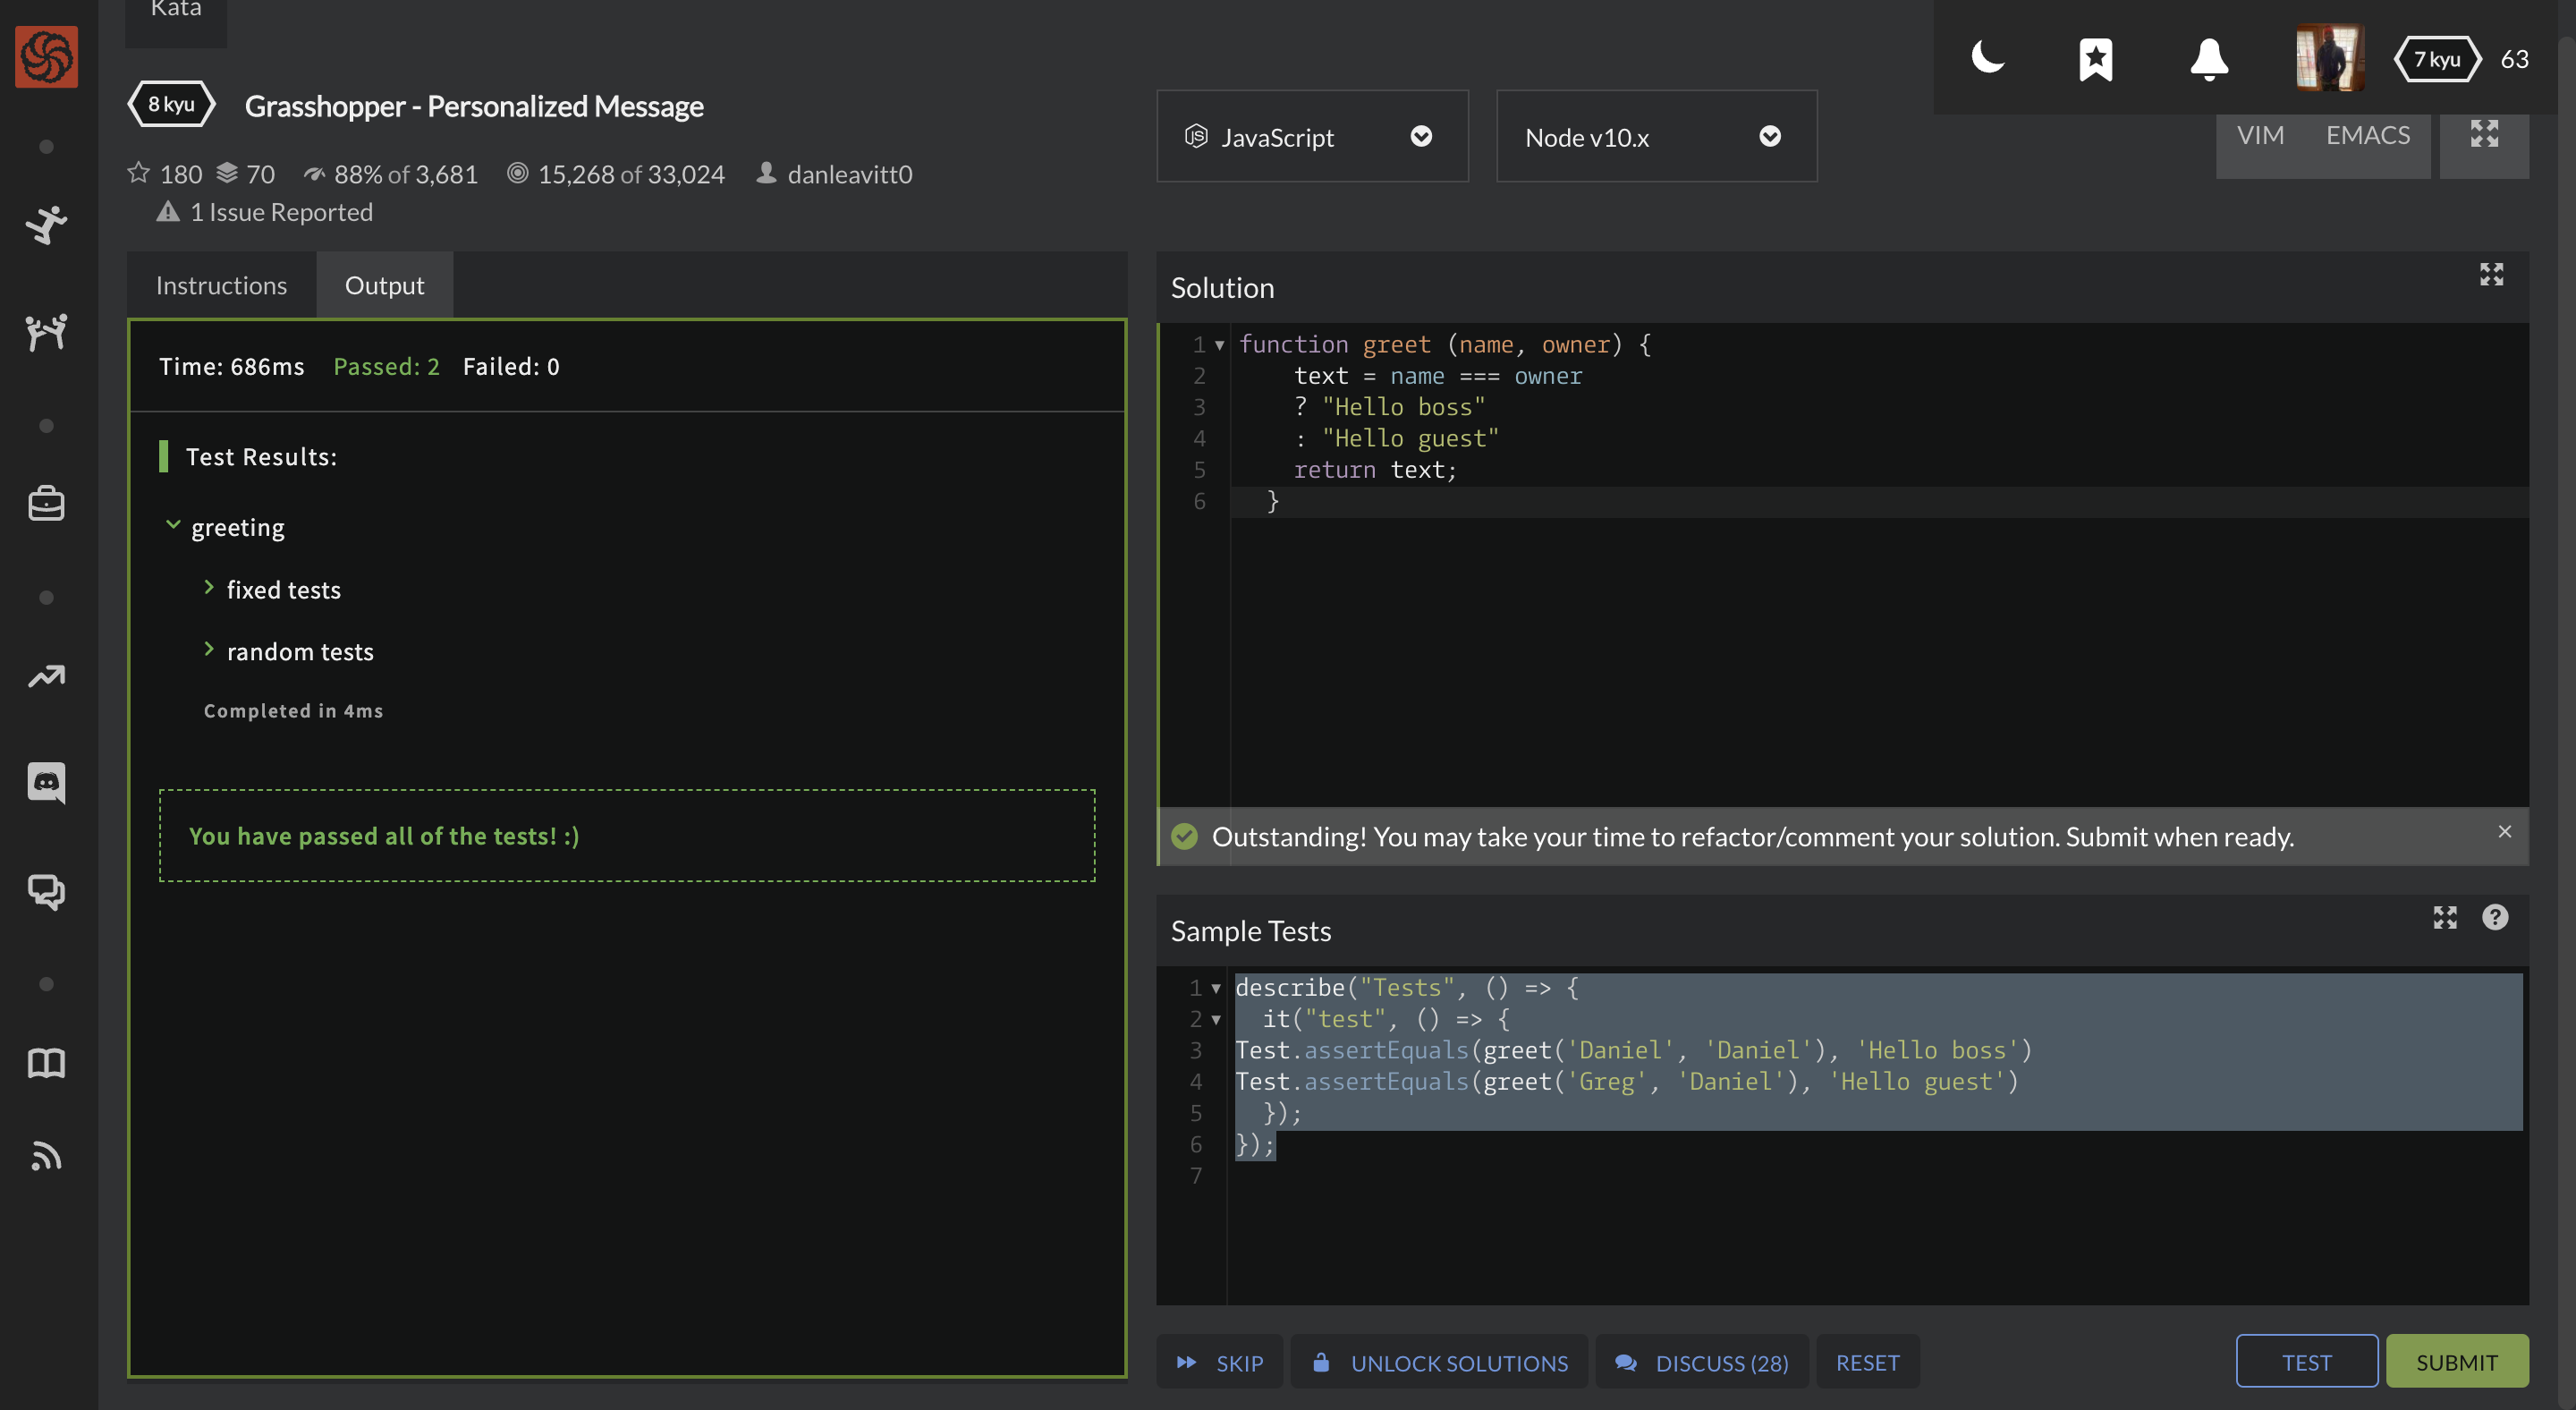 Kata
8 kyu
Grasshopper - Personalized Message
180 70 88% of 3,681 15,268 of 33,024 danleavitt0
1 Issue Reported
JavaScript
Node v10.x
7 kyu 63
VIM EMACS
Instructions Output
Time: 686ms Passed: 2 Failed: 0
Test Results:
greeting
fixed tests
random tests
Completed in 4ms
You have passed all of the tests! :)
Solution
1 function greet (name, owner) {
2 text = name === owner
3 ? "Hello boss"
4 : "Hello guest"
5 return text;
6 }
Outstanding! You may take your time to refactor/comment your solution. Submit when ready.
Sample Tests
1 describe("Tests", () => {
2 it("test", () => {
3 Test.assertEquals(greet('Daniel', 'Daniel'), 'Hello boss')
4 Test.assertEquals(greet('Greg', 'Daniel'), 'Hello guest')
5 });
6 });
7
SKIP UNLOCK SOLUTIONS DISCUSS (28) RESET TEST SUBMIT